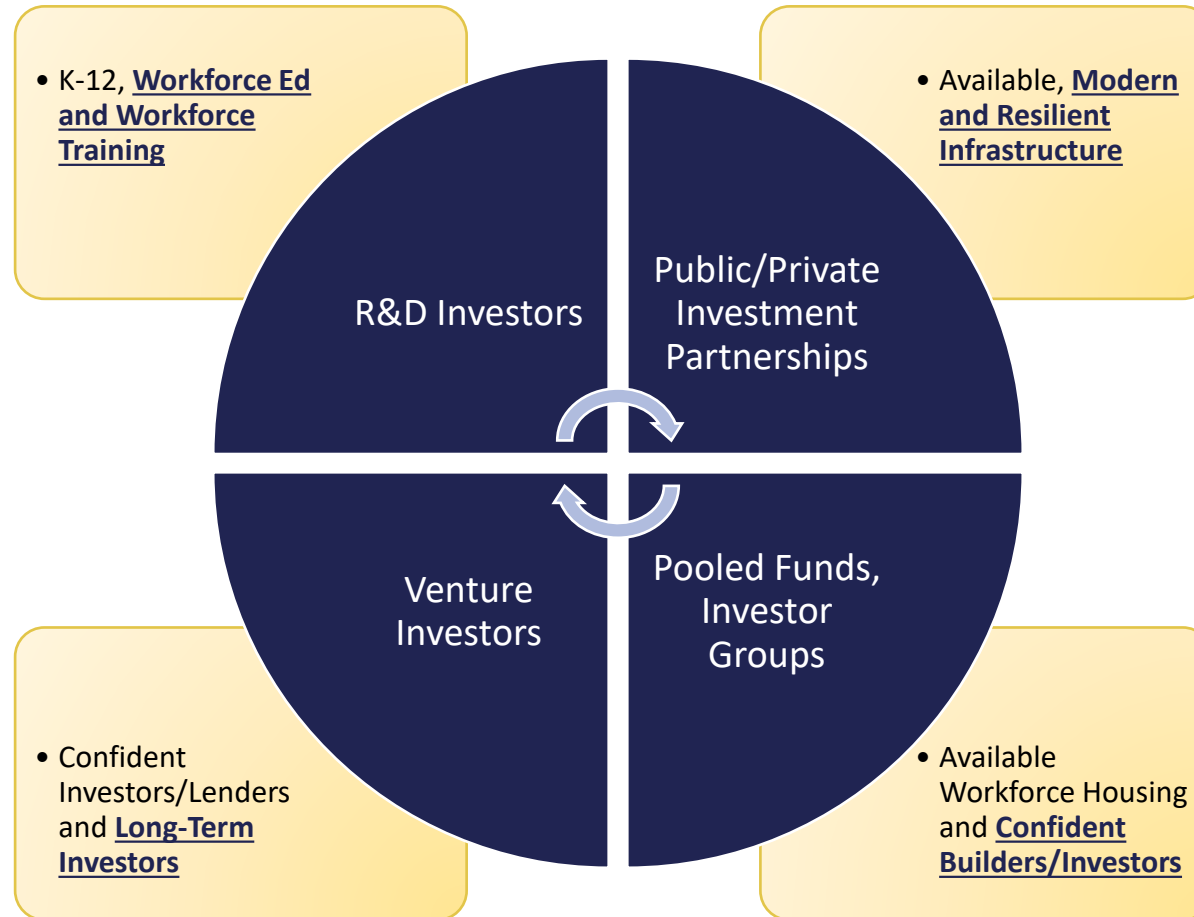 • K-12, Workforce Ed
and Workforce
Training
• Available, Modern
and Resilient
Infrastructure
R&D Investors
Public/Private
Investment
Partnerships
Venture
Investors
Pooled Funds,
Investor
Groups
• Confident
Investors/Lenders
and Long-Term
Investors
• Available
Workforce Housing
and Confident
Builders/Investors